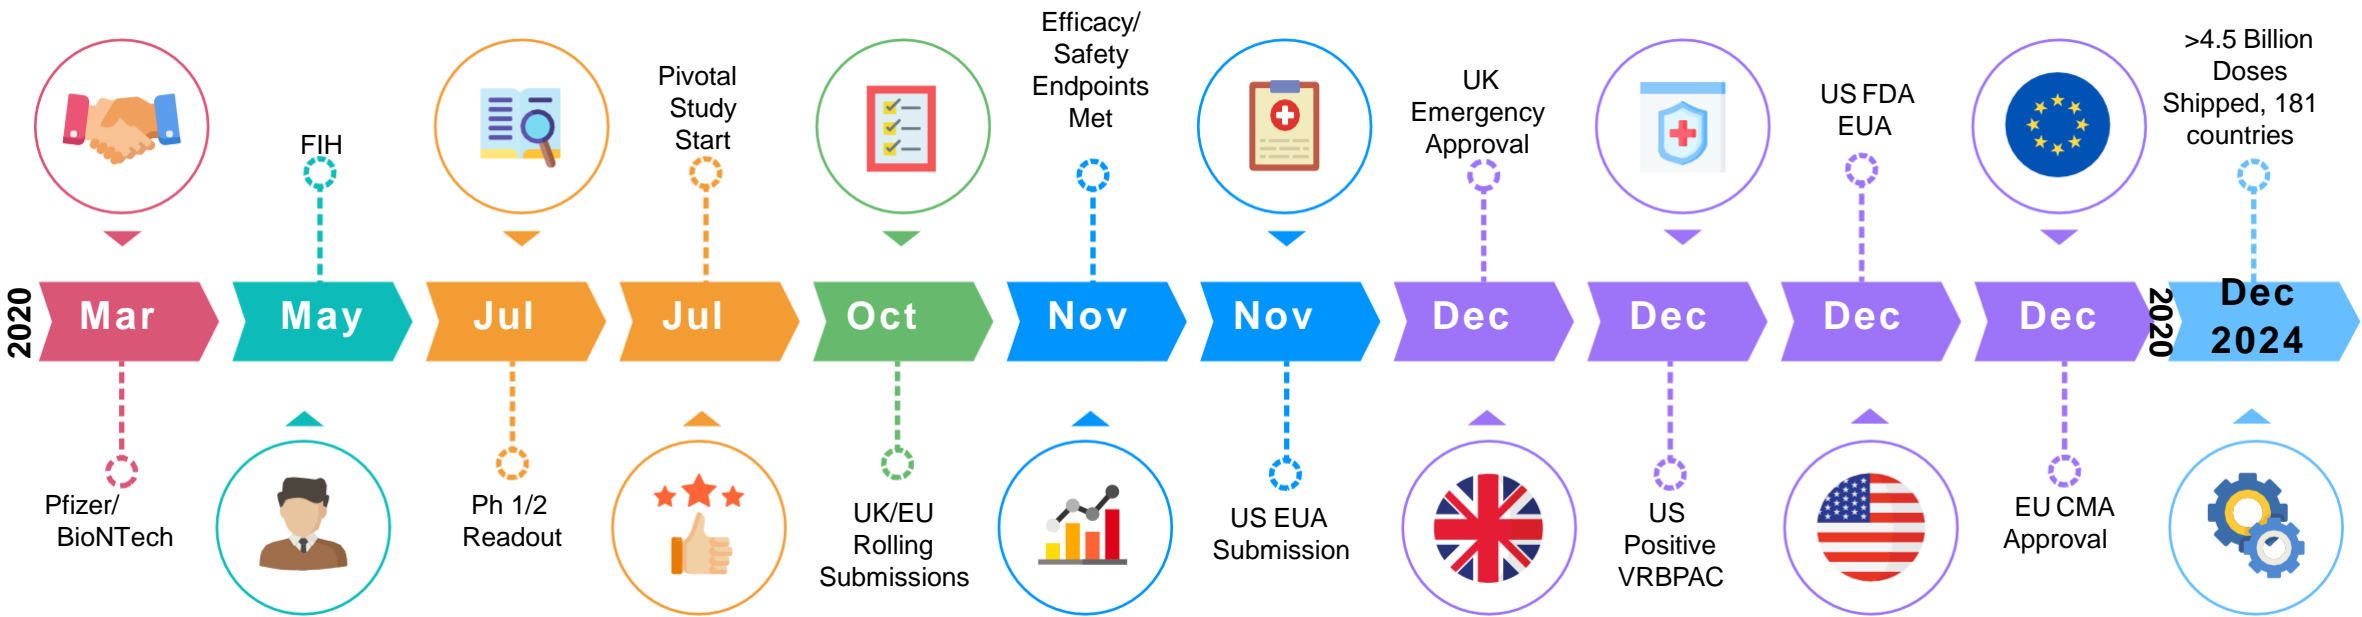 2020
Mar
Pfizer/
BioNTech
FIH
May
Jul
Ph 1/2
Readout
Pivotal
Study
Start
Jul
Oct
UK/EU
Rolling
Submissions
Efficacy/
Safety
Endpoints
Met
Nov
Nov
US EUA
Submission
UK
Emergency
Approval
Dec
Dec
US
Positive
VRBPAC
US FDA
EUA
Dec
Dec
EU CMA
Approval
2020
>4.5 Billion
Doses
Shipped, 181
countries
Dec
2024